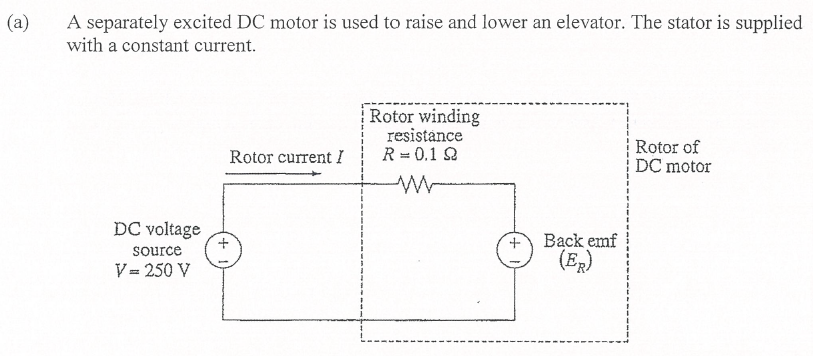 (a) A separately excited DC motor is used to raise and lower an elevator. The stator is supplied
with a constant current.
Rotor winding
resistance
R = 0.1 Ω
Rotor current I
Rotor of
DC motor
DC voltage
source
V = 250 V
+
−
+
−
Back emf
(E_R)